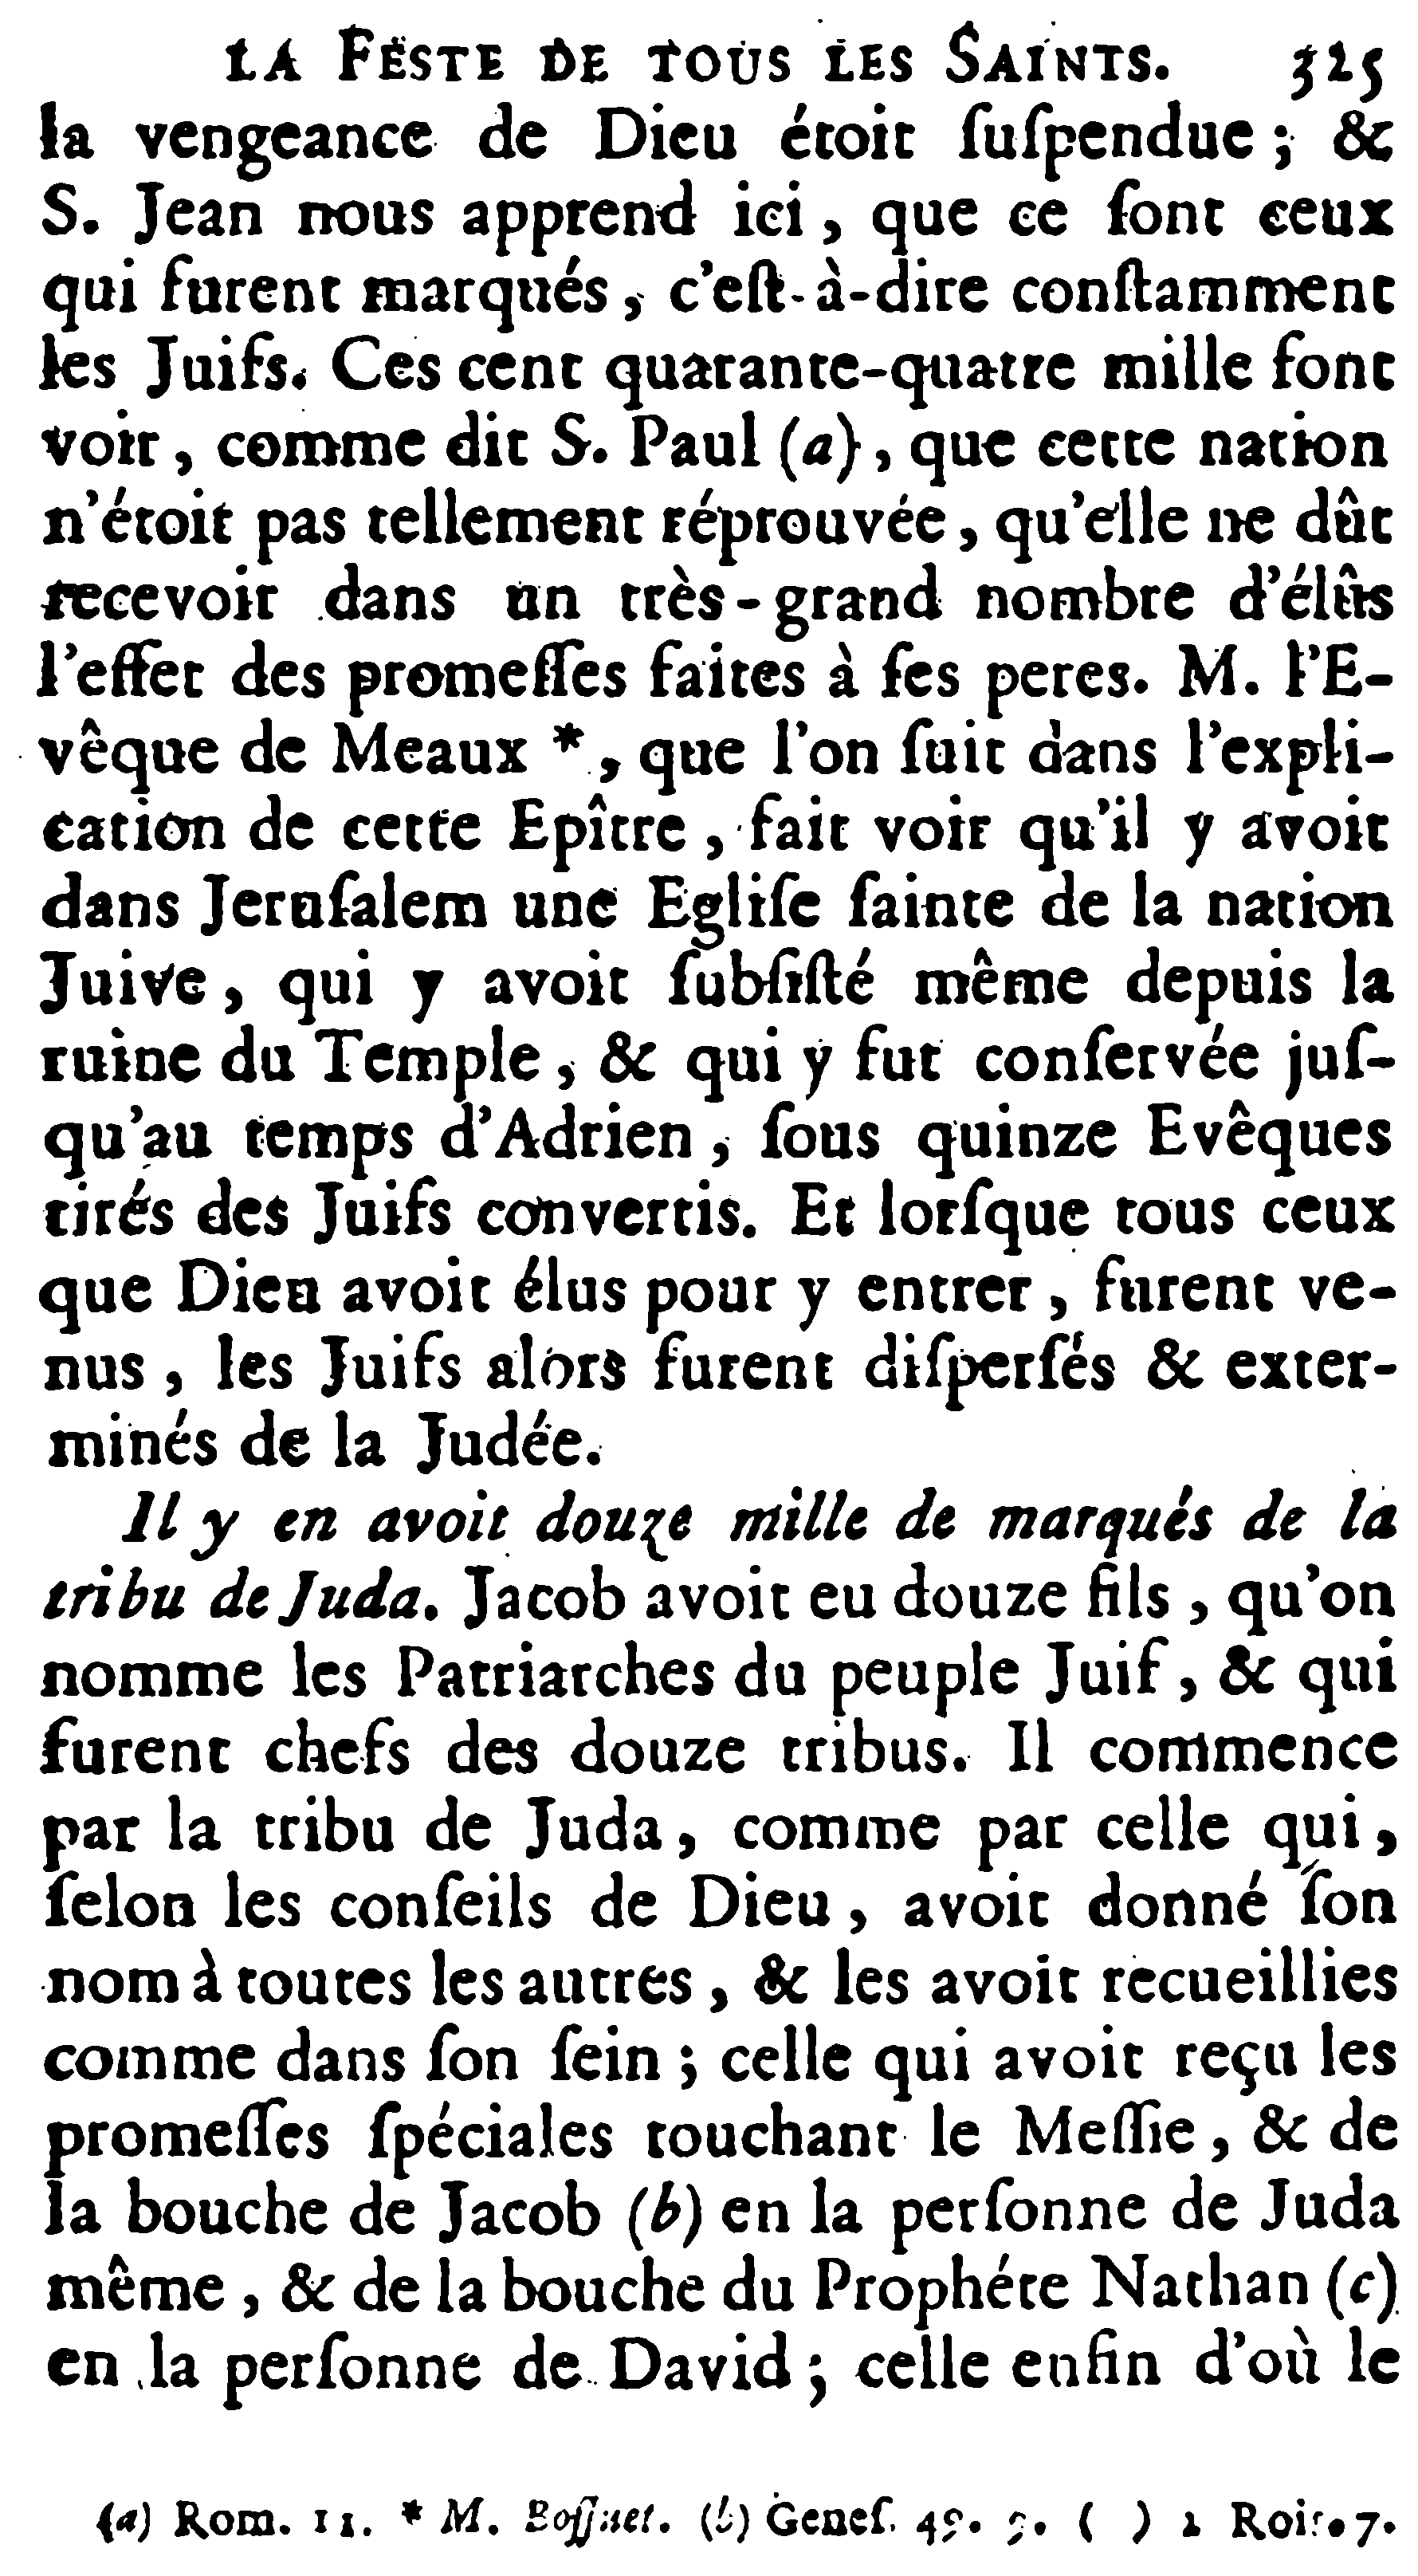 LA FESTE DE TOUS LES SAINTS. 325
la vengeance de Dieu étoit ſuſpendue ; &
S. Jean nous apprend ici , que ce ſont ceux
qui furent marqués , c'eſt-à-dire conſtamment
les Juifs. Ces cent quarante-quatre mille font
voir , comme dit S. Paul (a) , que cette nation
n'étoit pas tellement réprouvée , qu'elle ne dût
recevoir dans un très-grand nombre d'élûs
l'effet des promeſſes faites à ſes peres. M. l'E-
vêque de Meaux * , que l'on ſuit dans l'expli-
cation de cette Epître , fait voir qu'il y avoit
dans Jeruſalem une Egliſe ſainte de la nation
Juive , qui y avoit ſubſiſté même depuis la
ruine du Temple , & qui y fut conſervée juſ-
qu'au temps d'Adrien , ſous quinze Evêques
tirés des Juifs convertis. Et lorſque tous ceux
que Dieu avoit élus pour y entrer , furent ve-
nus , les Juifs alors furent diſperſés & exter-
minés de la Judée.
Il y en avoit douze mille de marqués de la
tribu de Juda. Jacob avoit eu douze fils , qu'on
nomme les Patriarches du peuple Juif , & qui
furent chefs des douze tribus. Il commence
par la tribu de Juda , comme par celle qui ,
ſelon les conſeils de Dieu , avoit donné ſon
nom à toutes les autres , & les avoit recueillies
comme dans ſon ſein ; celle qui avoit reçu les
promeſſes ſpéciales touchant le Meſſie , & de
la bouche de Jacob (b) en la perſonne de Juda
même , & de la bouche du Prophéte Nathan (c)
en la perſonne de David ; celle enfin d'où le
(a) Rom. 11. * M. Boſſuet. (b) Geneſ. 49. ( ) 2 Rois. 7.